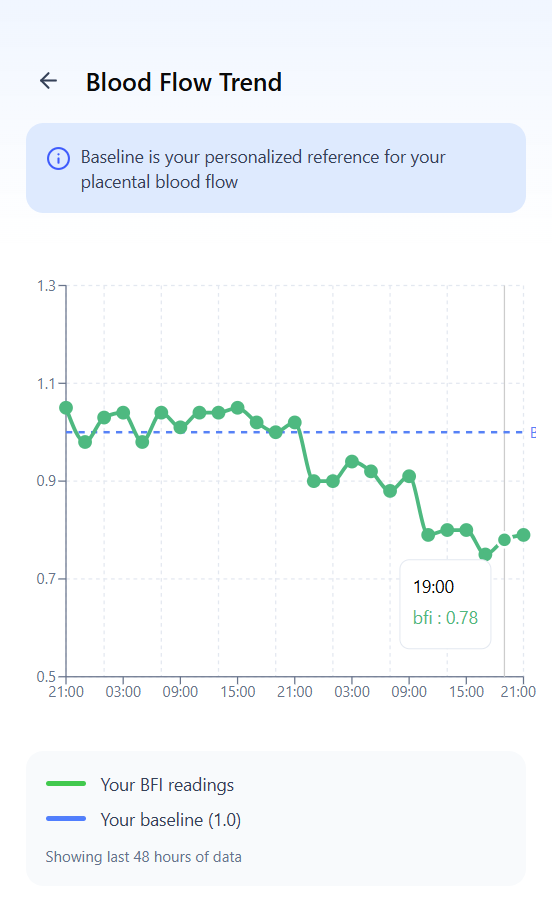 Blood Flow Trend
Baseline is your personalized reference for your
placental blood flow
1.3
1.1
B
0.9
0.7
19:00
bfi : 0.78
0.5
21:00 03:00 09:00 15:00 21:00 03:00 09:00 15:00 21:00
Your BFI readings
Your baseline (1.0)
Showing last 48 hours of data